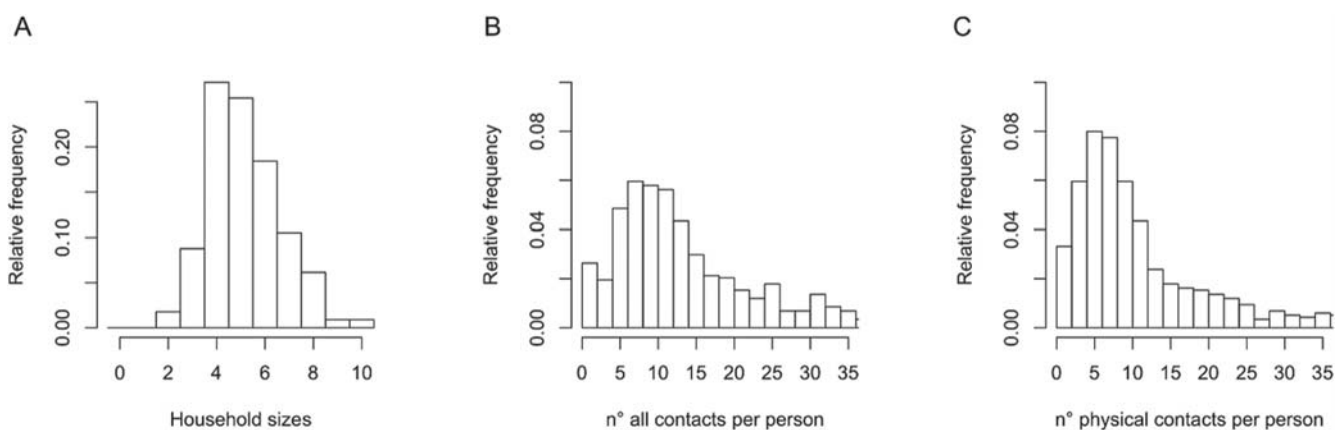 A
B
C
Relative frequency
0.00
0.10
0.20
0 2 4 6 8 10
Household sizes
Relative frequency
0.00
0.04
0.08
0 5 10 15 20 25 30 35
n° all contacts per person
Relative frequency
0.00
0.04
0.08
0 5 10 15 20 25 30 35
n° physical contacts per person